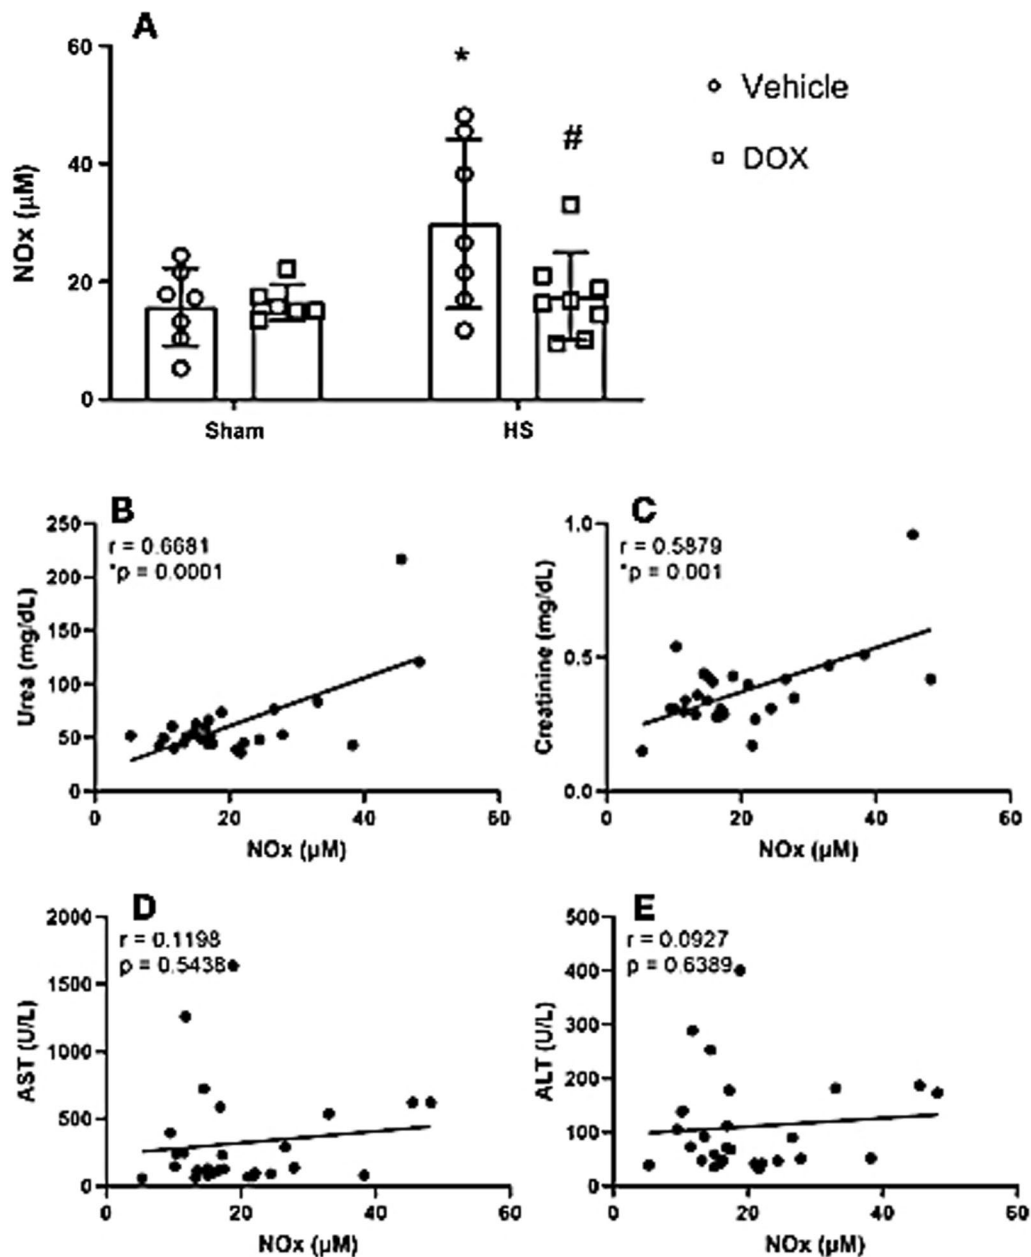 A
60
40
20
0
NOx (µM)
*
#
Vehicle
DOX
Sham
HS
B
r = 0.6681
*p = 0.0001
250
200
150
100
50
0
Urea (mg/dL)
0 20 40 60
NOx (µM)
C
r = 0.5879
*p = 0.001
1.0
0.5
0.0
Creatinine (mg/dL)
0 20 40 60
NOx (µM)
D
r = 0.1198
p = 0.5438
2000
1500
1000
500
0
AST (U/L)
0 20 40 60
NOx (µM)
E
r = 0.0927
p = 0.6389
500
400
300
200
100
0
ALT (U/L)
0 20 40 60
NOx (µM)